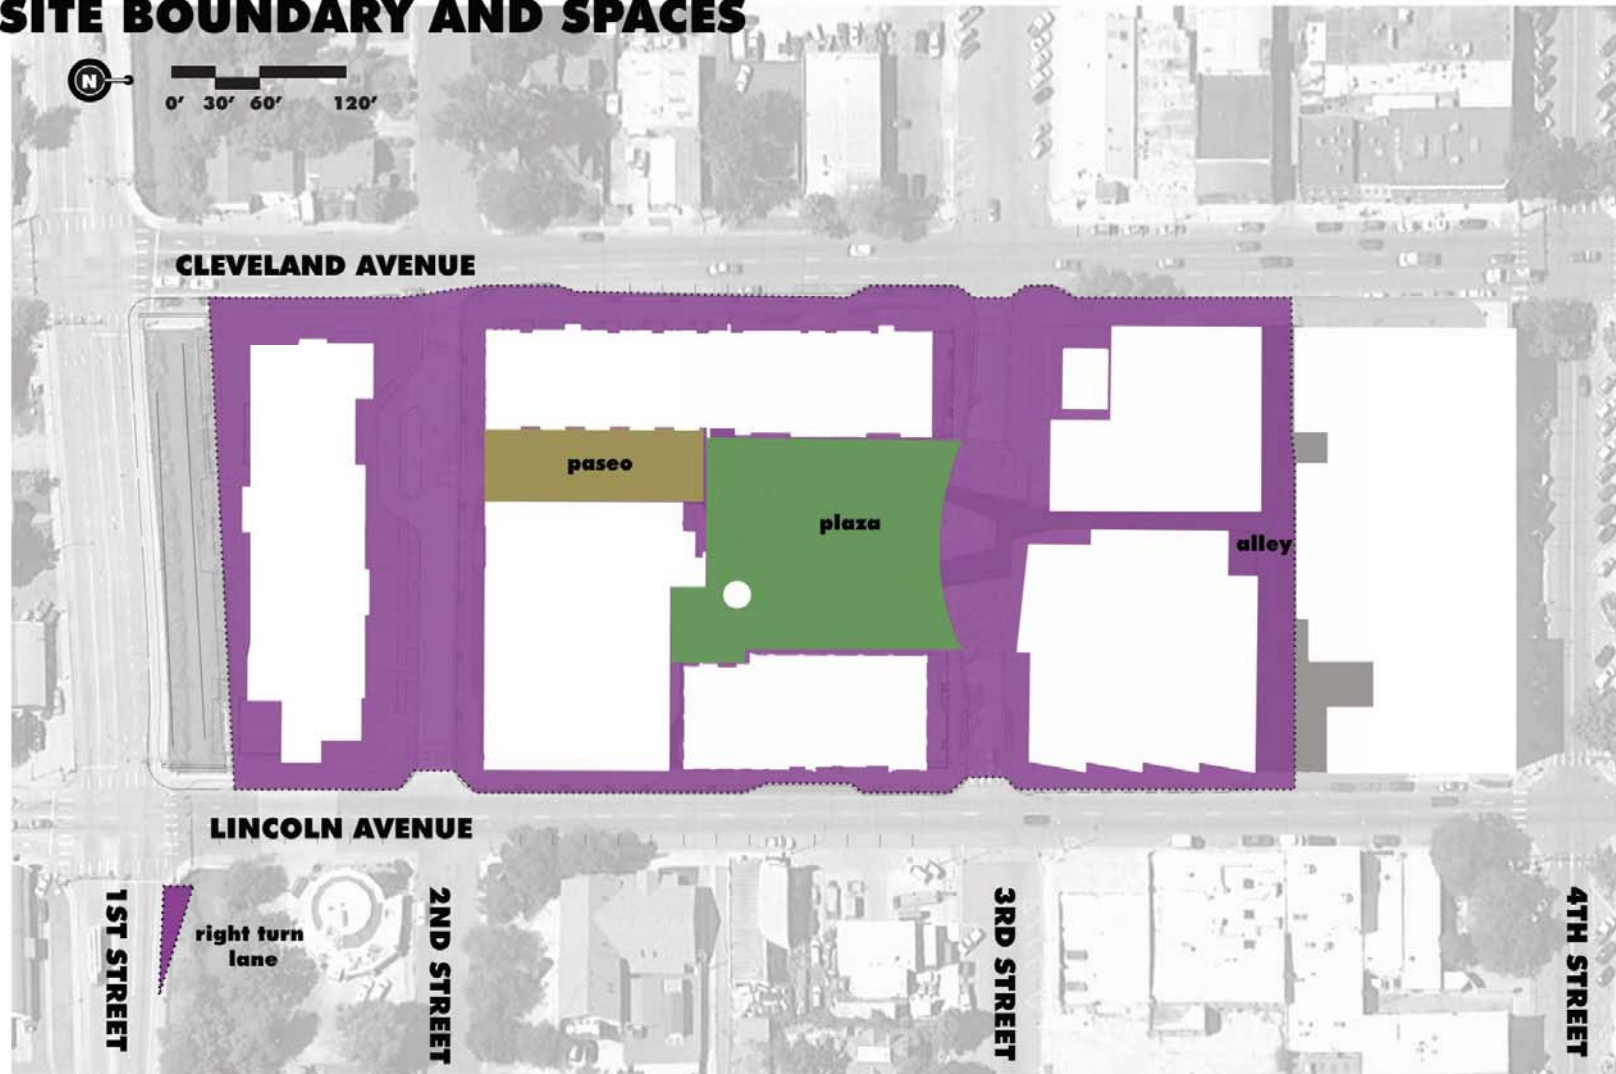 SITE BOUNDARY AND SPACES
N
0' 30' 60' 120'
CLEVELAND AVENUE
paseo
plaza
alley
LINCOLN AVENUE
1ST STREET
right turn
lane
2ND STREET
3RD STREET
4TH STREET